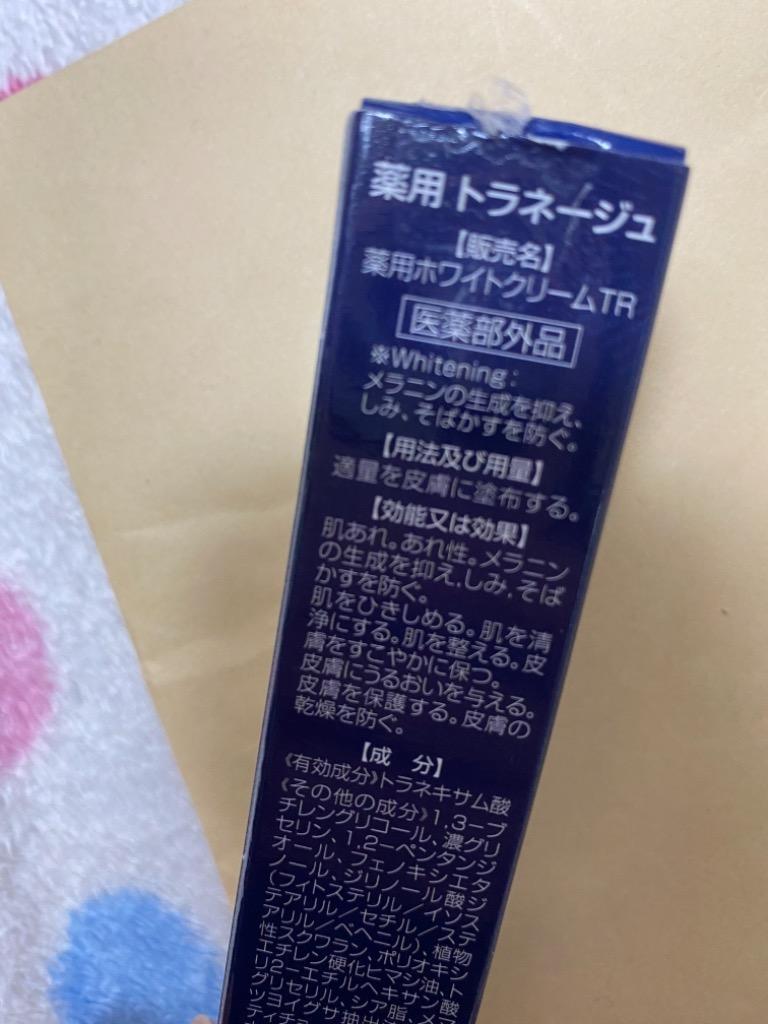 薬用 トラネージュ
【販売名】
薬用ホワイトクリームTR
医薬部外品
※Whitening:
メラニンの生成を抑え、
しみ、そばかすを防ぐ。
【用法及び用量】
適量を皮膚に塗布する。
【効能又は効果】
肌あれ。あれ性。メラニン
の生成を抑え、しみ、そば
かすを防ぐ。
肌をひきしめる。肌を清
浄にする。肌を整える。皮
膚をすこやかに保つ。
皮膚にうるおいを与える。
皮膚を保護する。皮膚の
乾燥を防ぐ。
【成 分】
《有効成分》トラネキサム酸
《その他の成分》1,3-ブ
チレングリコール、濃グリ
セリン、1,2-ペンタンジ
オール、フェノキシエタ
ノール、ジリノール酸ジ
(フィトステリル/イソス
テアリル/セチル/ステ
アリル/ベヘニル)、植物
性スクワラン、ポリオキシ
エチレン硬化ヒマシ油、ト
リ2-エチルヘキサン酸
グリセリル、シア脂、メマ
ツヨイグサ抽出